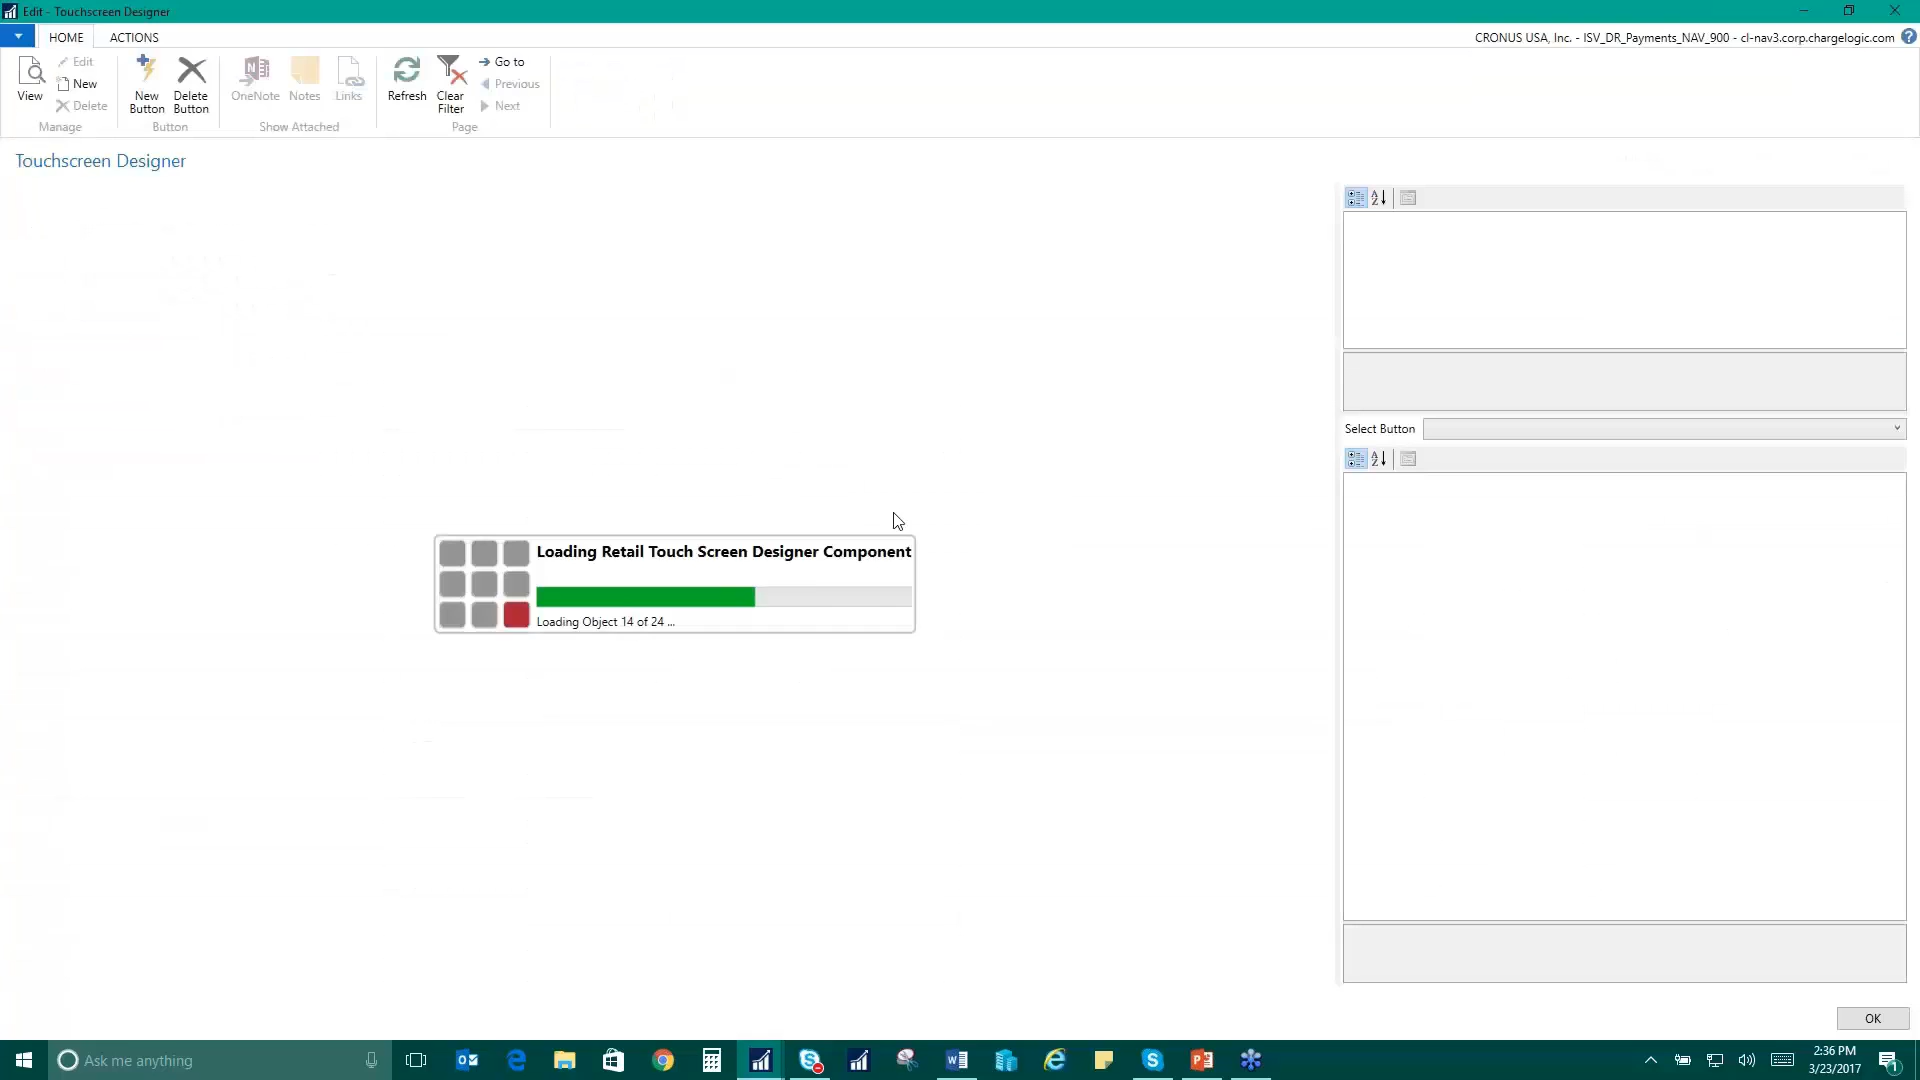 Edit - Touchscreen Designer
HOME
ACTIONS
CRONUS USA, Inc. - ISV_DR_Payments_NAV_900 - cl-nav3.corp.chargelogic.com
View
Edit
New
Delete
Manage
New Button
Delete Button
Button
OneNote
Notes
Links
Show Attached
Refresh
Clear Filter
Go to
Previous
Next
Page
Touchscreen Designer
Select Button
Loading Retail Touch Screen Designer Component
Loading Object 14 of 24 ...
OK
Ask me anything
2:36 PM
3/23/2017